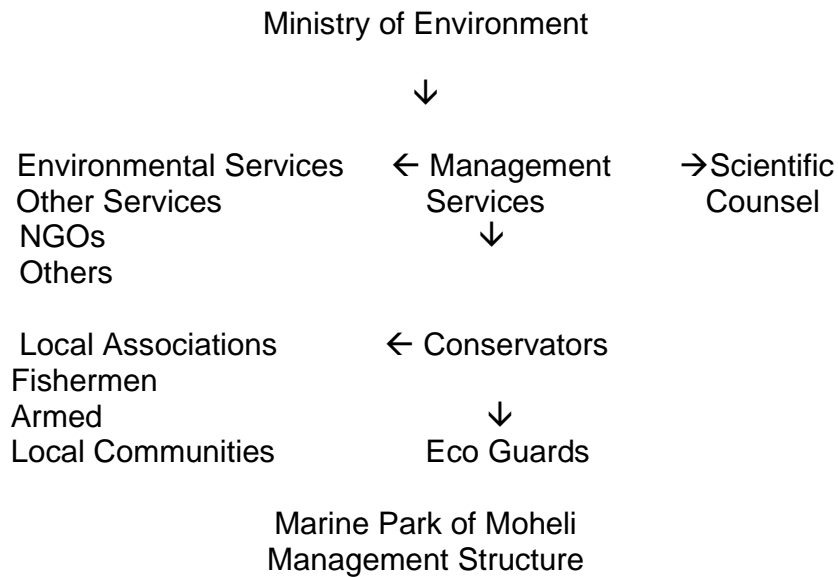 Ministry of Environment
↓
Environmental Services ← Management →Scientific
Other Services Services Counsel
NGOs ↓
Others
Local Associations ← Conservators
Fishermen
Armed ↓
Local Communities Eco Guards
Marine Park of Moheli
Management Structure